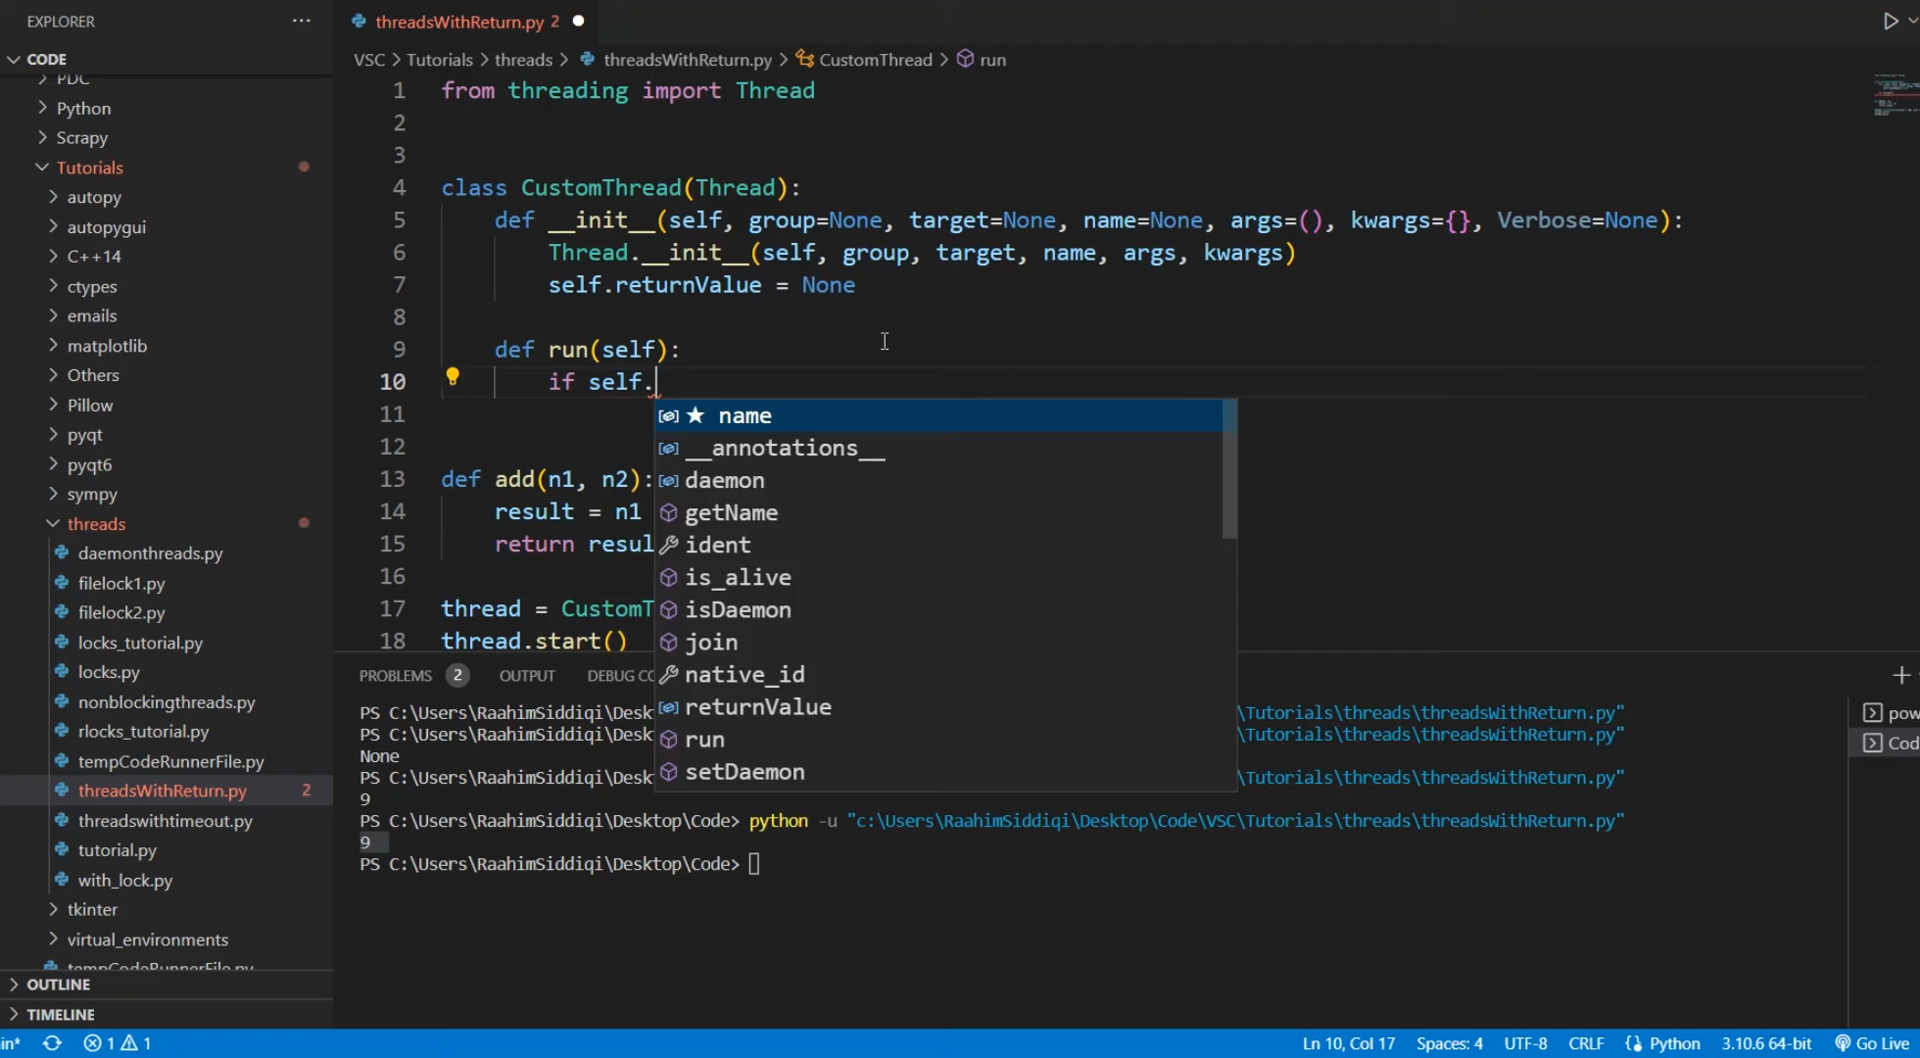 EXPLORER
CODE
PDC
Python
Scrapy
Tutorials
autopy
autopygui
C++14
ctypes
emails
matplotlib
Others
Pillow
pyqt
pyqt6
sympy
threads
daemonthreads.py
filelock1.py
filelock2.py
locks_tutorial.py
locks.py
nonblockingthreads.py
rlocks_tutorial.py
tempCodeRunnerFile.py
threadsWithReturn.py 2
threadswithtimeout.py
tutorial.py
with_lock.py
tkinter
virtual_environments
tempCodeRunnerFile.py
OUTLINE
TIMELINE
threadsWithReturn.py 2
VSC > Tutorials > threads > threadsWithReturn.py > CustomThread > run
1 from threading import Thread
2
3
4 class CustomThread(Thread):
5 def __init__(self, group=None, target=None, name=None, args=(), kwargs={}, Verbose=None):
6 Thread.__init__(self, group, target, name, args, kwargs)
7 self.returnValue = None
8
9 def run(self):
10 if self.
11
12
13 def add(n1, n2):
14 result = n1
15 return resul
16
17 thread = CustomT
18 thread.start()
name
__annotations__
daemon
getName
ident
is_alive
isDaemon
join
native_id
returnValue
run
setDaemon
PROBLEMS 2 OUTPUT DEBUG CO
PS C:\Users\RaahimSiddiqi\Desk \Tutorials\threads\threadsWithReturn.py"
PS C:\Users\RaahimSiddiqi\Desk \Tutorials\threads\threadsWithReturn.py"
None
PS C:\Users\RaahimSiddiqi\Desk \Tutorials\threads\threadsWithReturn.py"
9
PS C:\Users\RaahimSiddiqi\Desktop\Code> python -u "c:\Users\RaahimSiddiqi\Desktop\Code\VSC\Tutorials\threads\threadsWithReturn.py"
9
PS C:\Users\RaahimSiddiqi\Desktop\Code>
pow
Cod
in* 1 1 Ln 10, Col 17 Spaces: 4 UTF-8 CRLF Python 3.10.6 64-bit Go Live